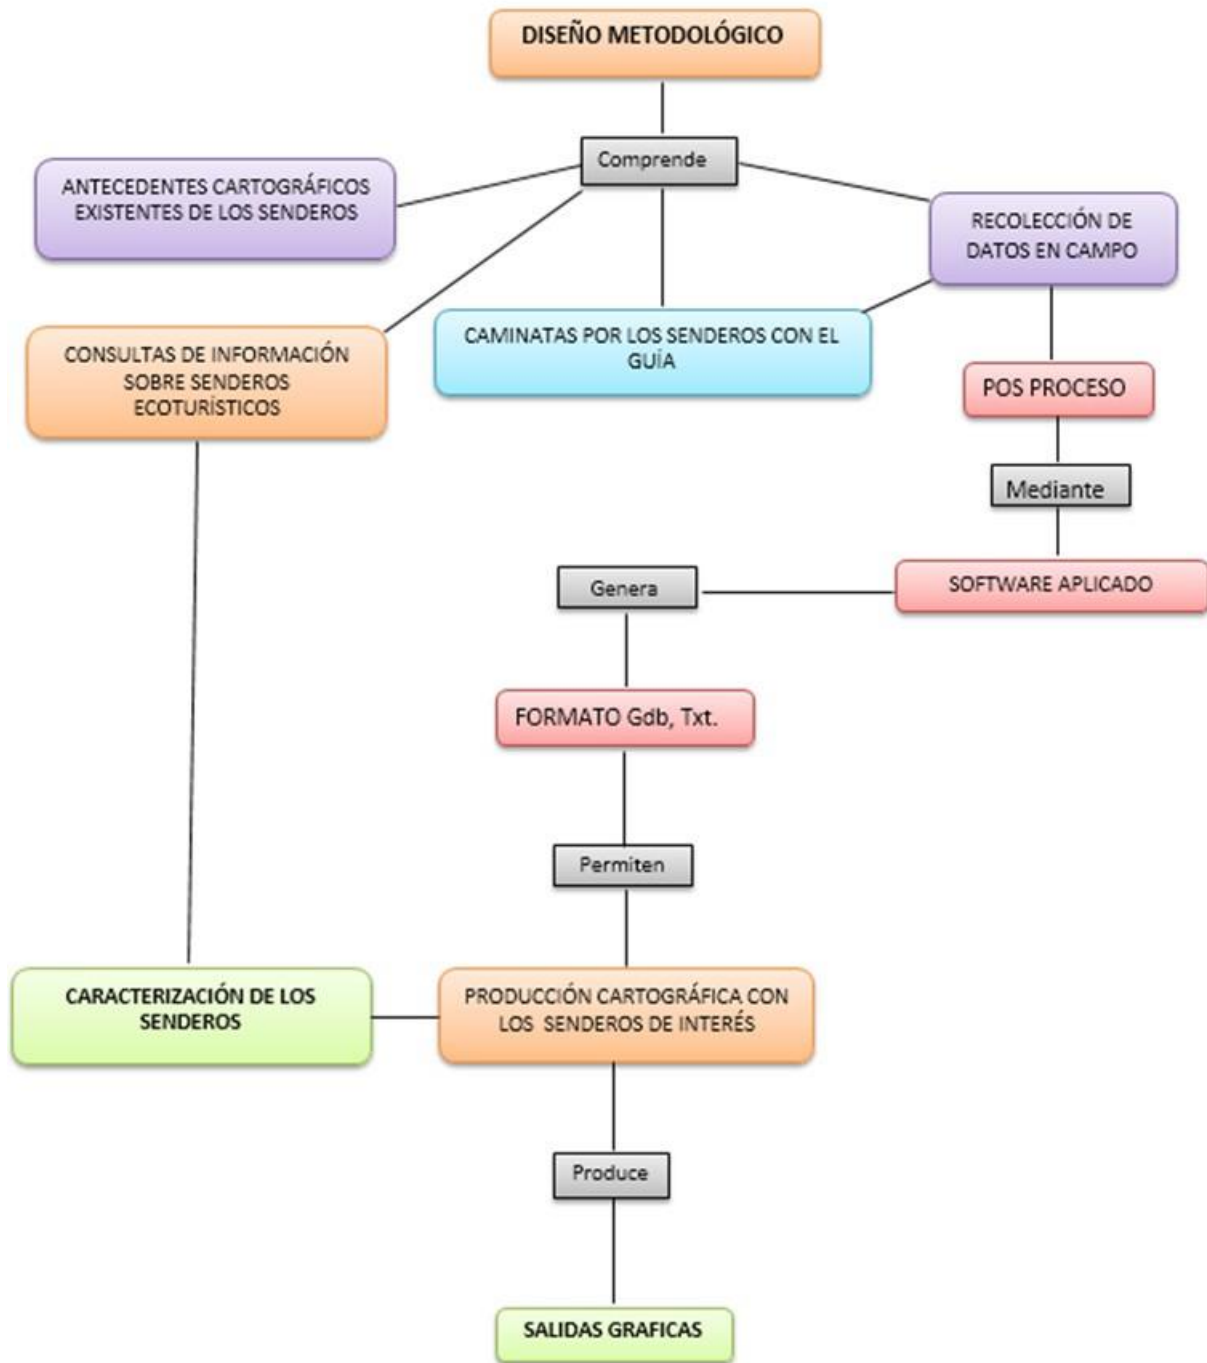 DISEÑO METODOLÓGICO
Comprende
ANTECEDENTES CARTOGRÁFICOS
EXISTENTES DE LOS SENDEROS
RECOLECCIÓN DE
DATOS EN CAMPO
CONSULTAS DE INFORMACIÓN
SOBRE SENDEROS
ECOTURÍSTICOS
CAMINATAS POR LOS SENDEROS CON EL
GUÍA
POS PROCESO
Mediante
SOFTWARE APLICADO
Genera
FORMATO Gdb, Txt.
Permiten
CARACTERIZACIÓN DE LOS
SENDEROS
PRODUCCIÓN CARTOGRÁFICA CON
LOS SENDEROS DE INTERÉS
Produce
SALIDAS GRAFICAS